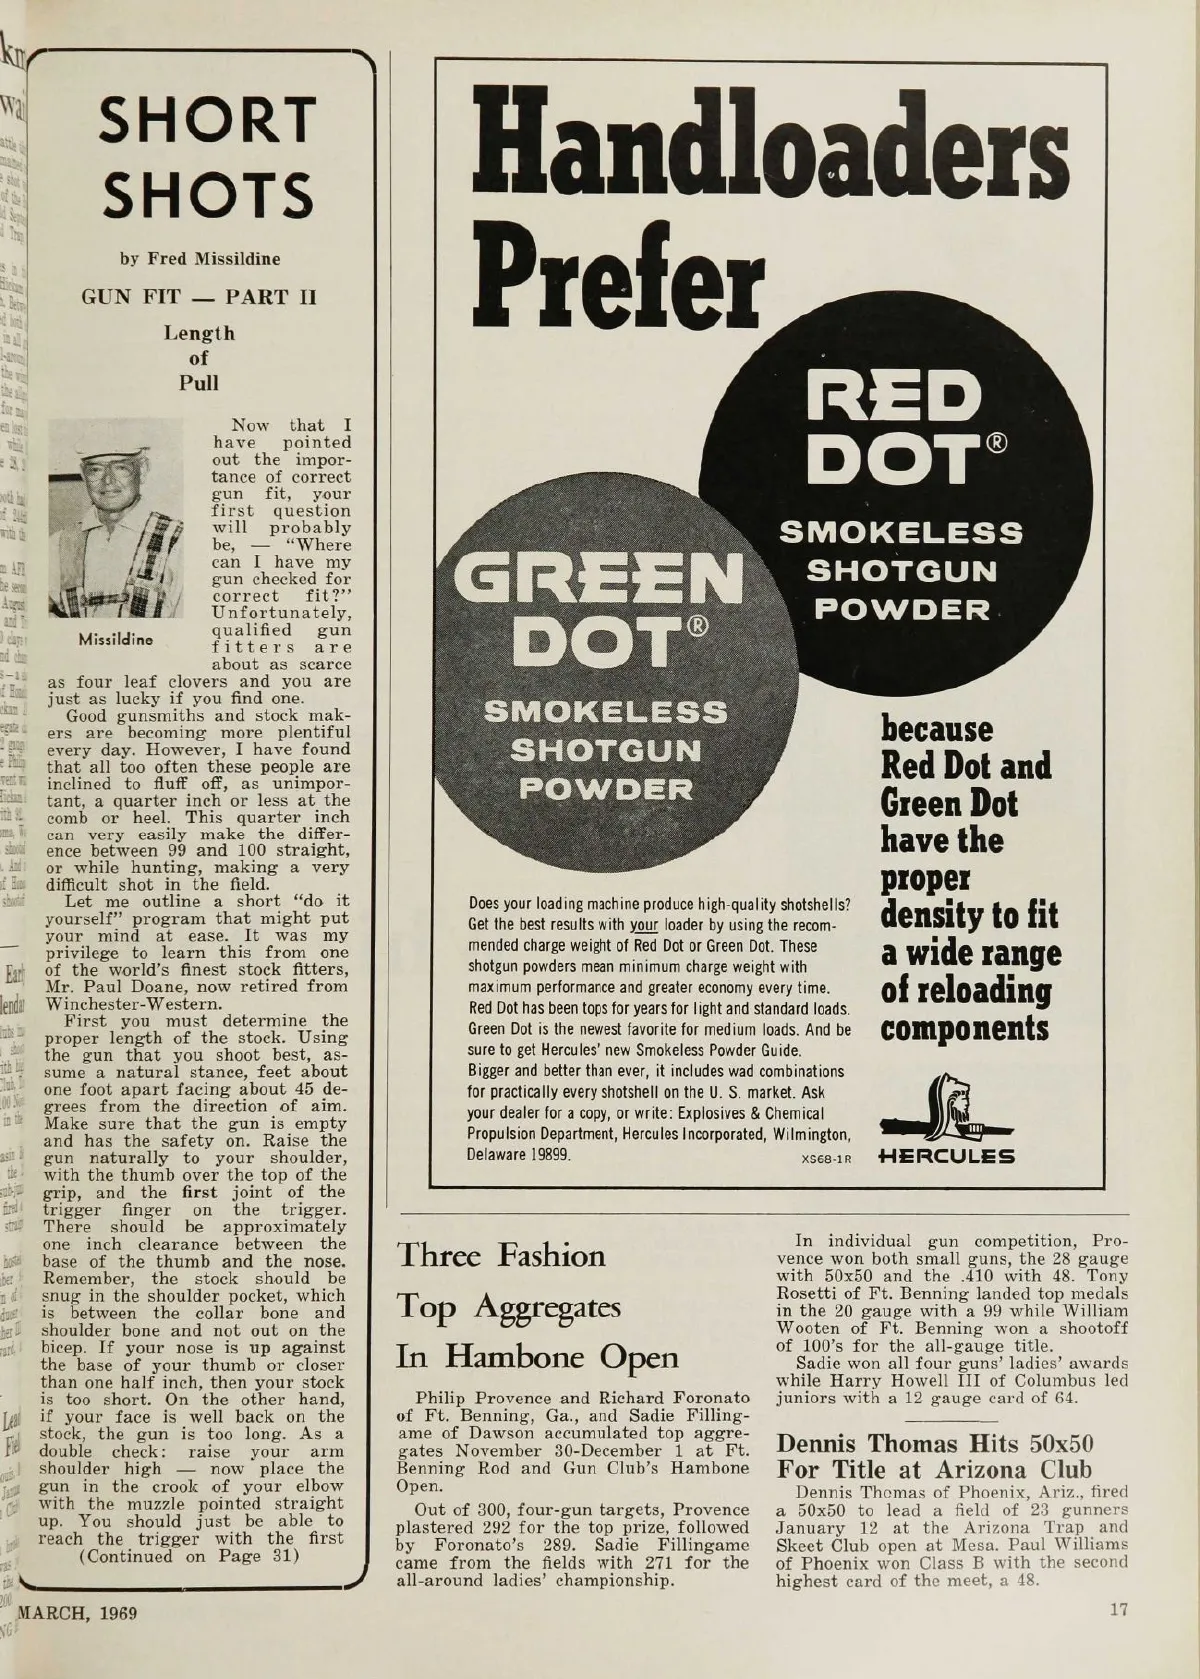 SHORT
SHOTS
by Fred Missildine
GUN FIT — PART II
Length
of
Pull
Missildine
Now that I
have pointed
out the impor-
tance of correct
gun fit, your
first question
will probably
be, — “Where
can I have my
gun checked for
correct fit?”
Unfortunately,
qualified gun
fitters are
about as scarce
as four leaf clovers and you are
just as lucky if you find one.
Good gunsmiths and stock mak-
ers are becoming more plentiful
every day. However, I have found
that all too often these people are
inclined to fluff off, as unimpor-
tant, a quarter inch or less at the
comb or heel. This quarter inch
can very easily make the differ-
ence between 99 and 100 straight,
or while hunting, making a very
difficult shot in the field.
Let me outline a short “do it
yourself” program that might put
your mind at ease. It was my
privilege to learn this from one
of the world’s finest stock fitters,
Mr. Paul Doane, now retired from
Winchester-Western.
First you must determine the
proper length of the stock. Using
the gun that you shoot best, as-
sume a natural stance, feet about
one foot apart facing about 45 de-
grees from the direction of aim.
Make sure that the gun is empty
and has the safety on. Raise the
gun naturally to your shoulder,
with the thumb over the top of the
grip, and the first joint of the
trigger finger on the trigger.
There should be approximately
one inch clearance between the
base of the thumb and the nose.
Remember, the stock should be
snug in the shoulder pocket, which
is between the collar bone and
shoulder bone and not out on the
bicep. If your nose is up against
the base of your thumb or closer
than one half inch, then your stock
is too short. On the other hand,
if your face is well back on the
stock, the gun is too long. As a
double check: raise your arm
shoulder high — now place the
gun in the crook of your elbow
with the muzzle pointed straight
up. You should just be able to
reach the trigger with the first
(Continued on Page 31)
Handloaders
Prefer
RED
DOT®
SMOKELESS
SHOTGUN
POWDER
GREEN
DOT®
SMOKELESS
SHOTGUN
POWDER
because
Red Dot and
Green Dot
have the
proper
density to fit
a wide range
of reloading
components
Does your loading machine produce high-quality shotshells?
Get the best results with your loader by using the recom-
mended charge weight of Red Dot or Green Dot. These
shotgun powders mean minimum charge weight with
maximum performance and greater economy every time.
Red Dot has been tops for years for light and standard loads.
Green Dot is the newest favorite for medium loads. And be
sure to get Hercules’ new Smokeless Powder Guide.
Bigger and better than ever, it includes wad combinations
for practically every shotshell on the U. S. market. Ask
your dealer for a copy, or write: Explosives & Chemical
Propulsion Department, Hercules Incorporated, Wilmington,
Delaware 19899.
XS68-1R
HERCULES
Three Fashion
Top Aggregates
In Hambone Open
Philip Provence and Richard Foronato
of Ft. Benning, Ga., and Sadie Filling-
ame of Dawson accumulated top aggre-
gates November 30-December 1 at Ft.
Benning Rod and Gun Club’s Hambone
Open.
Out of 300, four-gun targets, Provence
plastered 292 for the top prize, followed
by Foronato’s 289. Sadie Fillingame
came from the fields with 271 for the
all-around ladies’ championship.
In individual gun competition, Pro-
vence won both small guns, the 28 gauge
with 50x50 and the .410 with 48. Tony
Rosetti of Ft. Benning landed top medals
in the 20 gauge with a 99 while William
Wooten of Ft. Benning won a shootoff
of 100’s for the all-gauge title.
Sadie won all four guns’ ladies’ awards
while Harry Howell III of Columbus led
juniors with a 12 gauge card of 64.
Dennis Thomas Hits 50x50
For Title at Arizona Club
Dennis Thomas of Phoenix, Ariz., fired
a 50x50 to lead a field of 23 gunners
January 12 at the Arizona Trap and
Skeet Club open at Mesa. Paul Williams
of Phoenix won Class B with the second
highest card of the meet, a 48.
MARCH, 1969
17